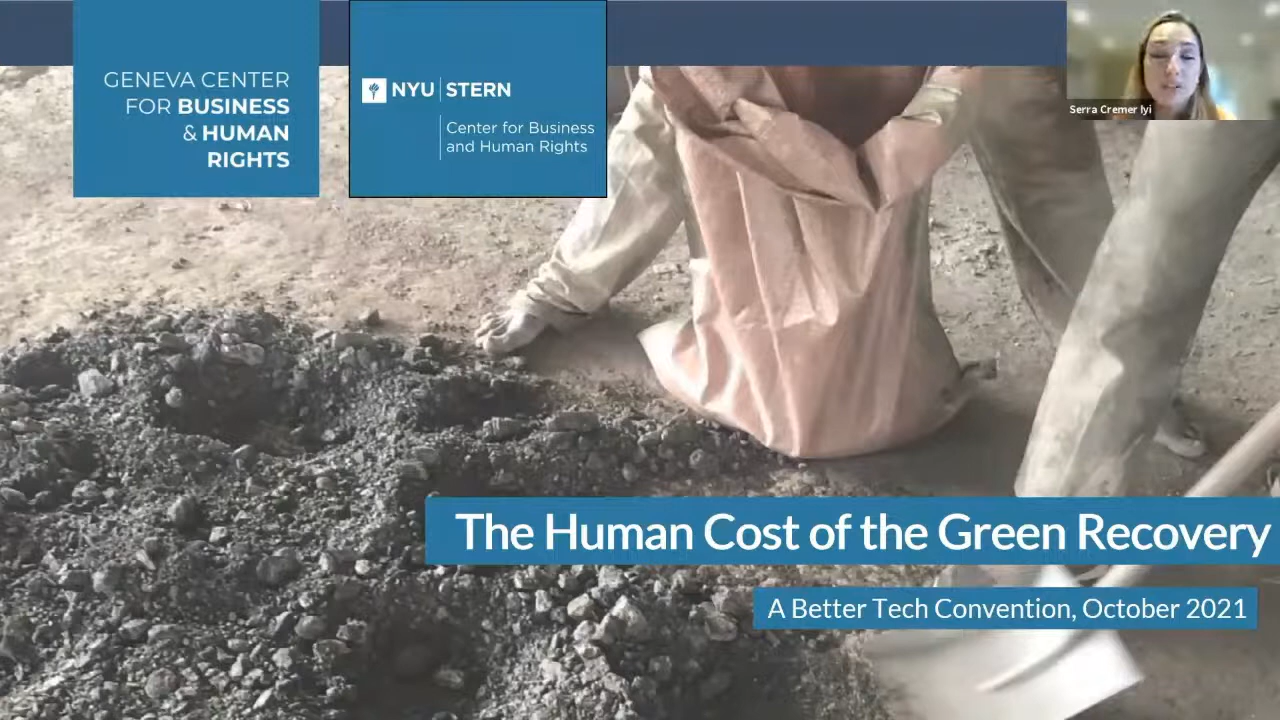 GENEVA CENTER
FOR BUSINESS
& HUMAN
RIGHTS
NYU STERN
Center for Business
and Human Rights
Serra Cremer Iyi
The Human Cost of the Green Recovery
A Better Tech Convention, October 2021